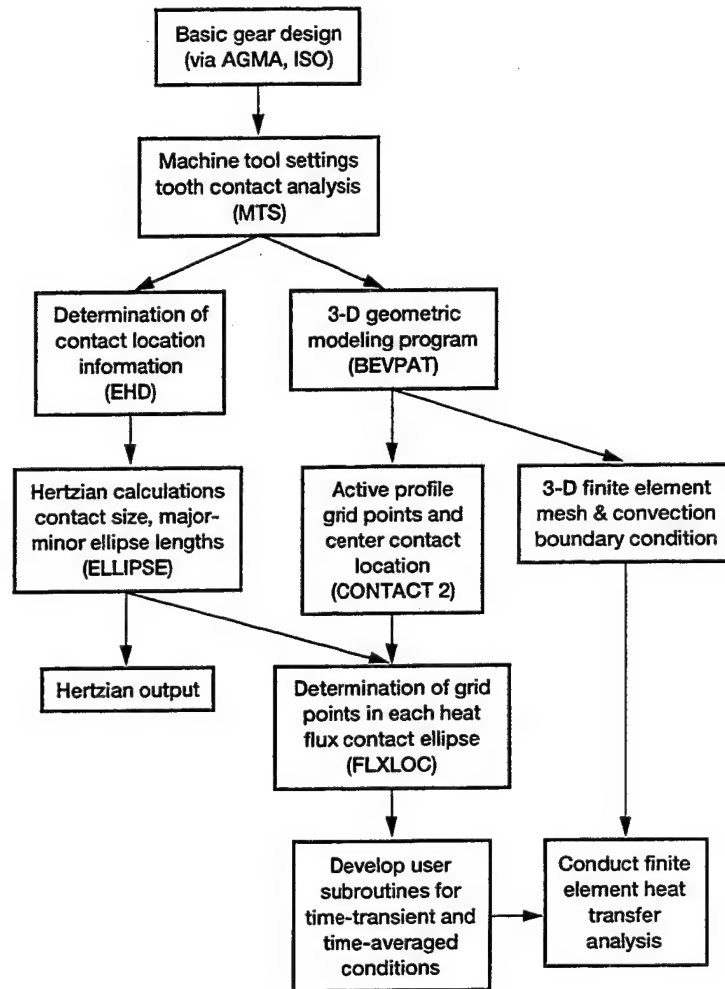 Basic gear design
(via AGMA, ISO)
Machine tool settings
tooth contact analysis
(MTS)
Determination of
contact location
information
(EHD)
3-D geometric
modeling program
(BEVPAT)
Hertzian calculations
contact size, major-
minor ellipse lengths
(ELLIPSE)
Active profile
grid points and
center contact
location
(CONTACT 2)
3-D finite element
mesh & convection
boundary condition
Hertzian output
Determination of grid
points in each heat
flux contact ellipse
(FLXLOC)
Develop user
subroutines for
time-transient and
time-averaged
conditions
Conduct finite
element heat
transfer
analysis